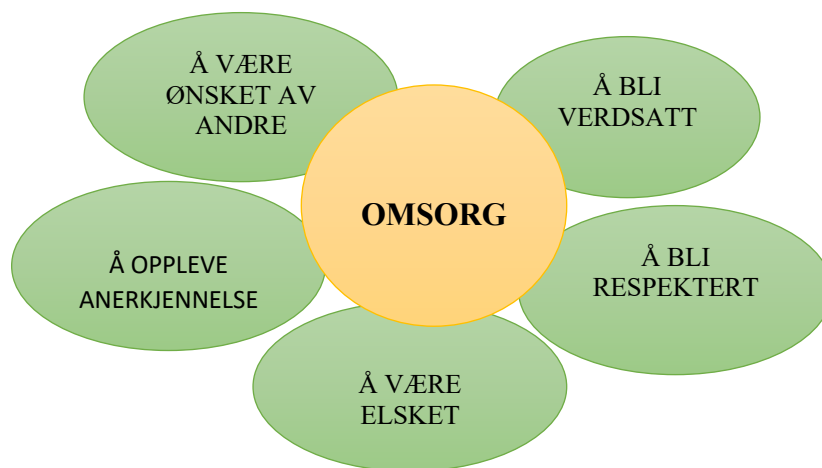 Å VÆRE
ØNSKET AV
ANDRE
Å BLI
VERDSATT
OMSORG
Å OPPLEVE
ANERKJENNELSE
Å BLI
RESPEKTERT
Å VÆRE
ELSKET